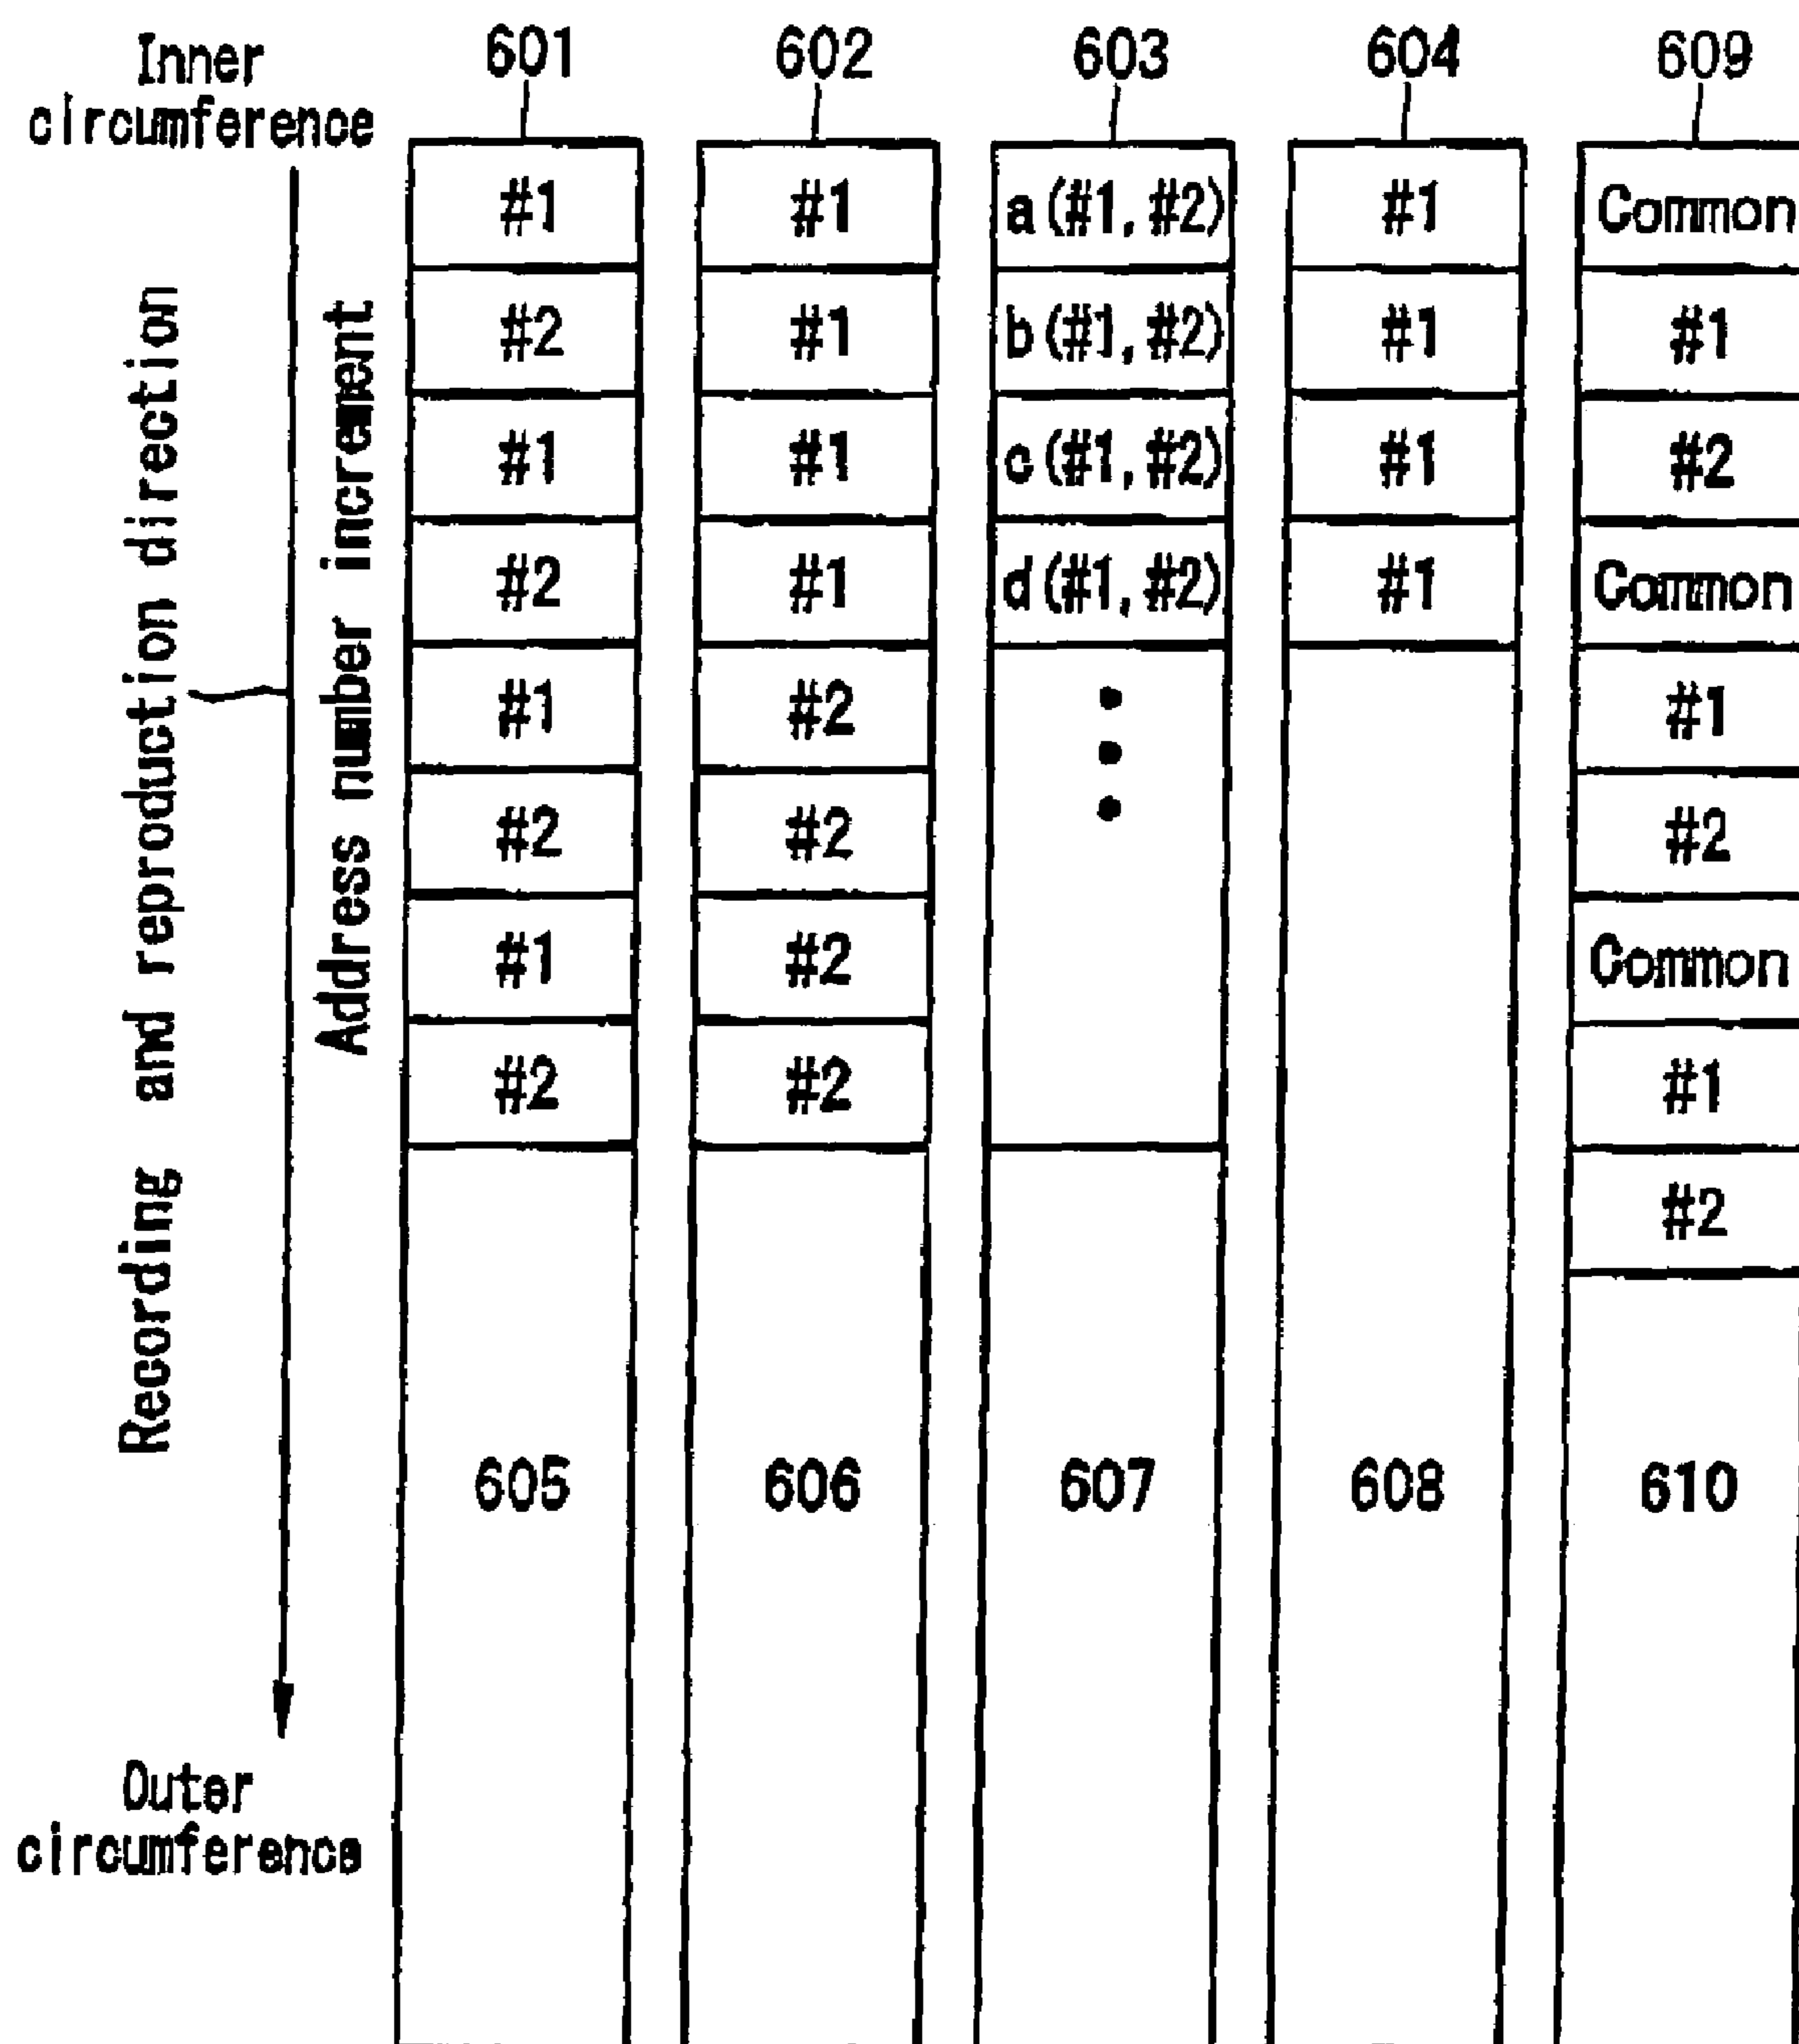 Inner
circumference
601 602 603 604 609
#1 #1 a(#1,#2) #1 Common
#2 #1 b(#1,#2) #1 #1
#1 #1 c(#1,#2) #1 #2
#2 #1 d(#1,#2) #1 Common
#1 #2 #1
#2 #2 #2
#1 #2 Common
#2 #2 #1
#2
605 606 607 608 610
Recording and reproduction direction
Address number increment
Outer
circumference